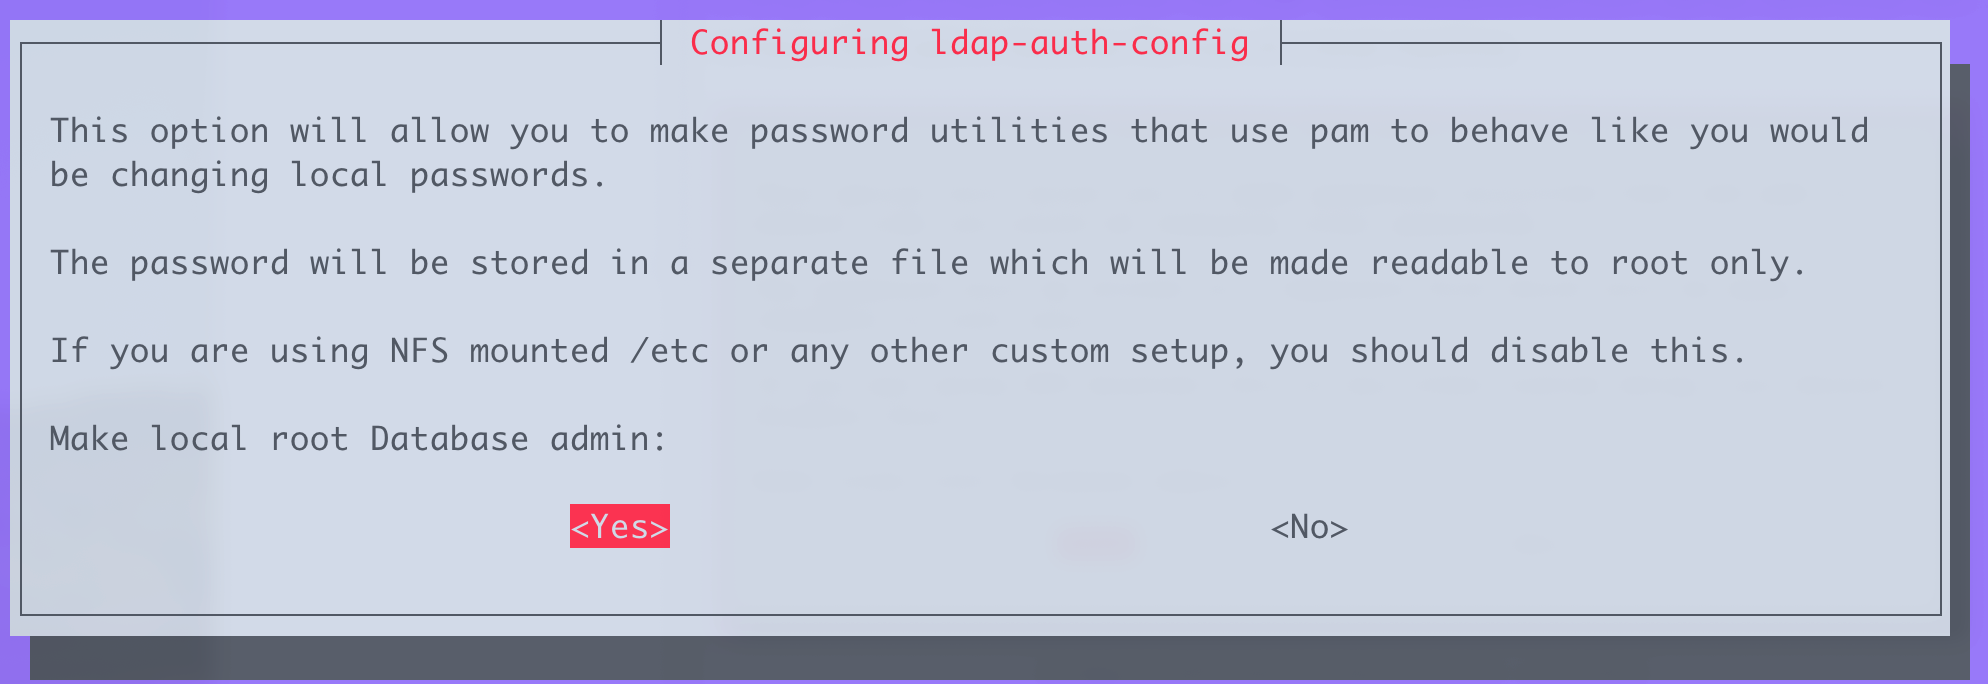 Configuring ldap-auth-config
This option will allow you to make password utilities that use pam to behave like you would
be changing local passwords.
The password will be stored in a separate file which will be made readable to root only.
If you are using NFS mounted /etc or any other custom setup, you should disable this.
Make local root Database admin:
<Yes> <No>